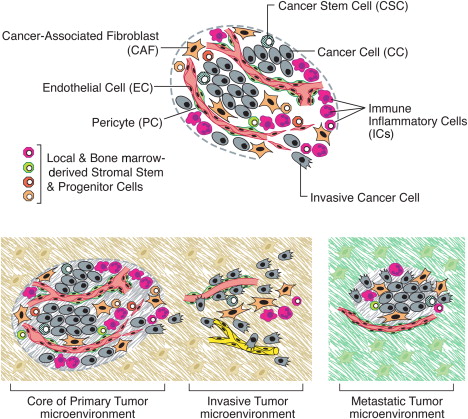 Cancer Stem Cell (CSC)
Cancer-Associated Fibroblast
(CAF)
Cancer Cell (CC)
Endothelial Cell (EC)
Pericyte (PC)
Immune
Inflammatory Cells
(ICs)
Local & Bone marrow-
derived Stromal Stem
& Progenitor Cells
Invasive Cancer Cell
Core of Primary Tumor
microenvironment
Invasive Tumor
microenvironment
Metastatic Tumor
microenvironment